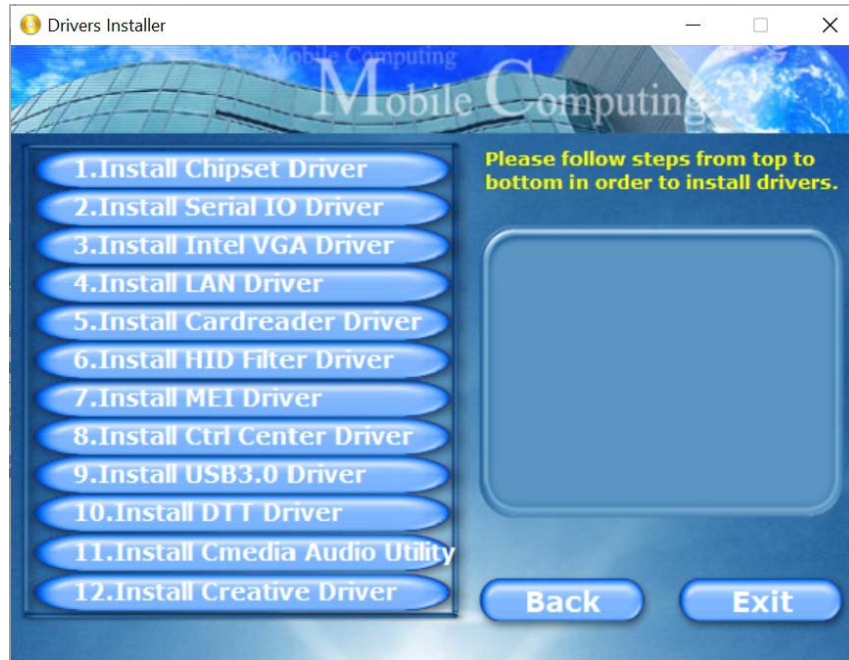 Drivers Installer
Mobile Computing
Mobile Computing
1.Install Chipset Driver
2.Install Serial IO Driver
3.Install Intel VGA Driver
4.Install LAN Driver
5.Install Cardreader Driver
6.Install HID Filter Driver
7.Install MEI Driver
8.Install Ctrl Center Driver
9.Install USB3.0 Driver
10.Install DTT Driver
11.Install Cmedia Audio Utility
12.Install Creative Driver
Please follow steps from top to
bottom in order to install drivers.
Back
Exit